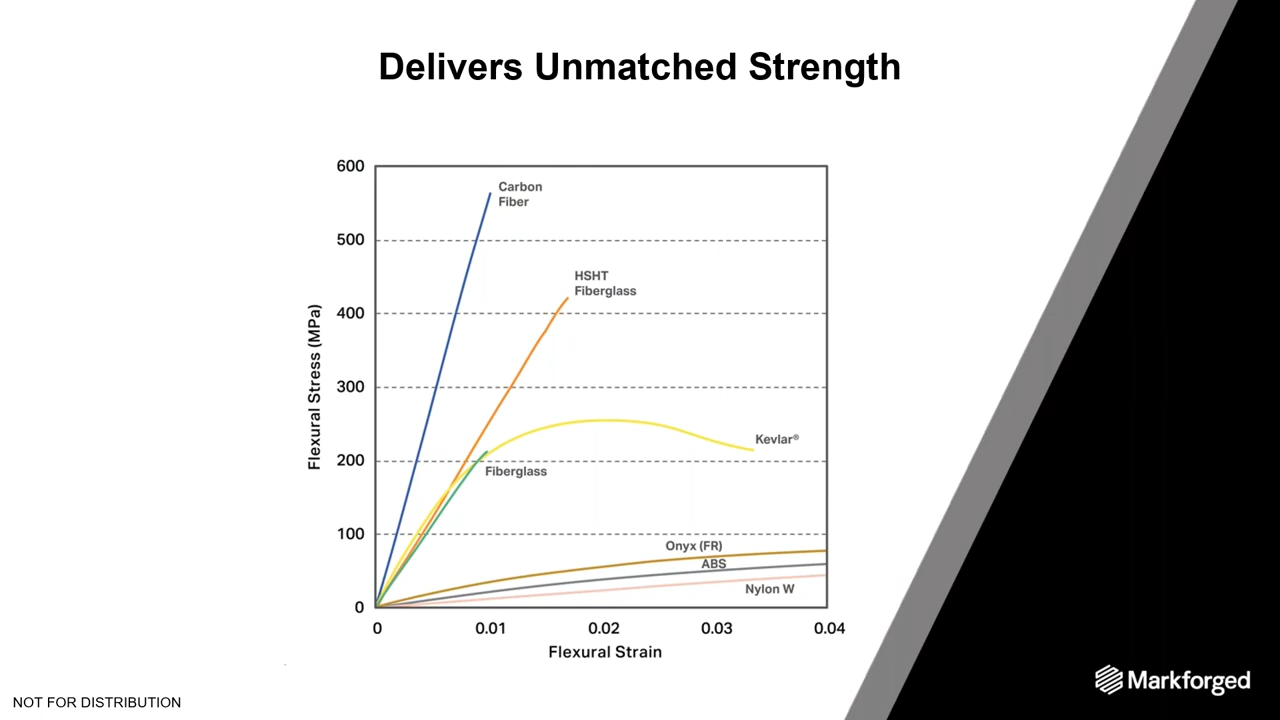 Delivers Unmatched Strength
600
500
400
300
200
100
0
Flexural Stress (MPa)
Carbon
Fiber
HSHT
Fiberglass
Kevlar®
Fiberglass
Onyx (FR)
ABS
Nylon W
0
0.01
0.02
0.03
0.04
Flexural Strain
Markforged
NOT FOR DISTRIBUTION